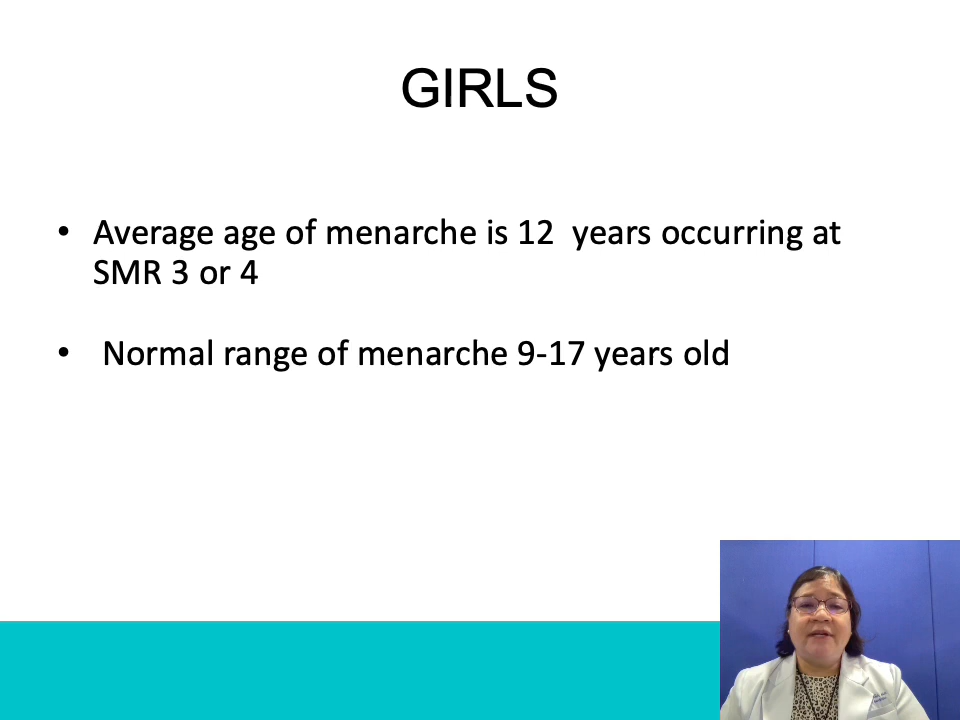 GIRLS
• Average age of menarche is 12  years occurring at
SMR 3 or 4
•  Normal range of menarche 9-17 years old